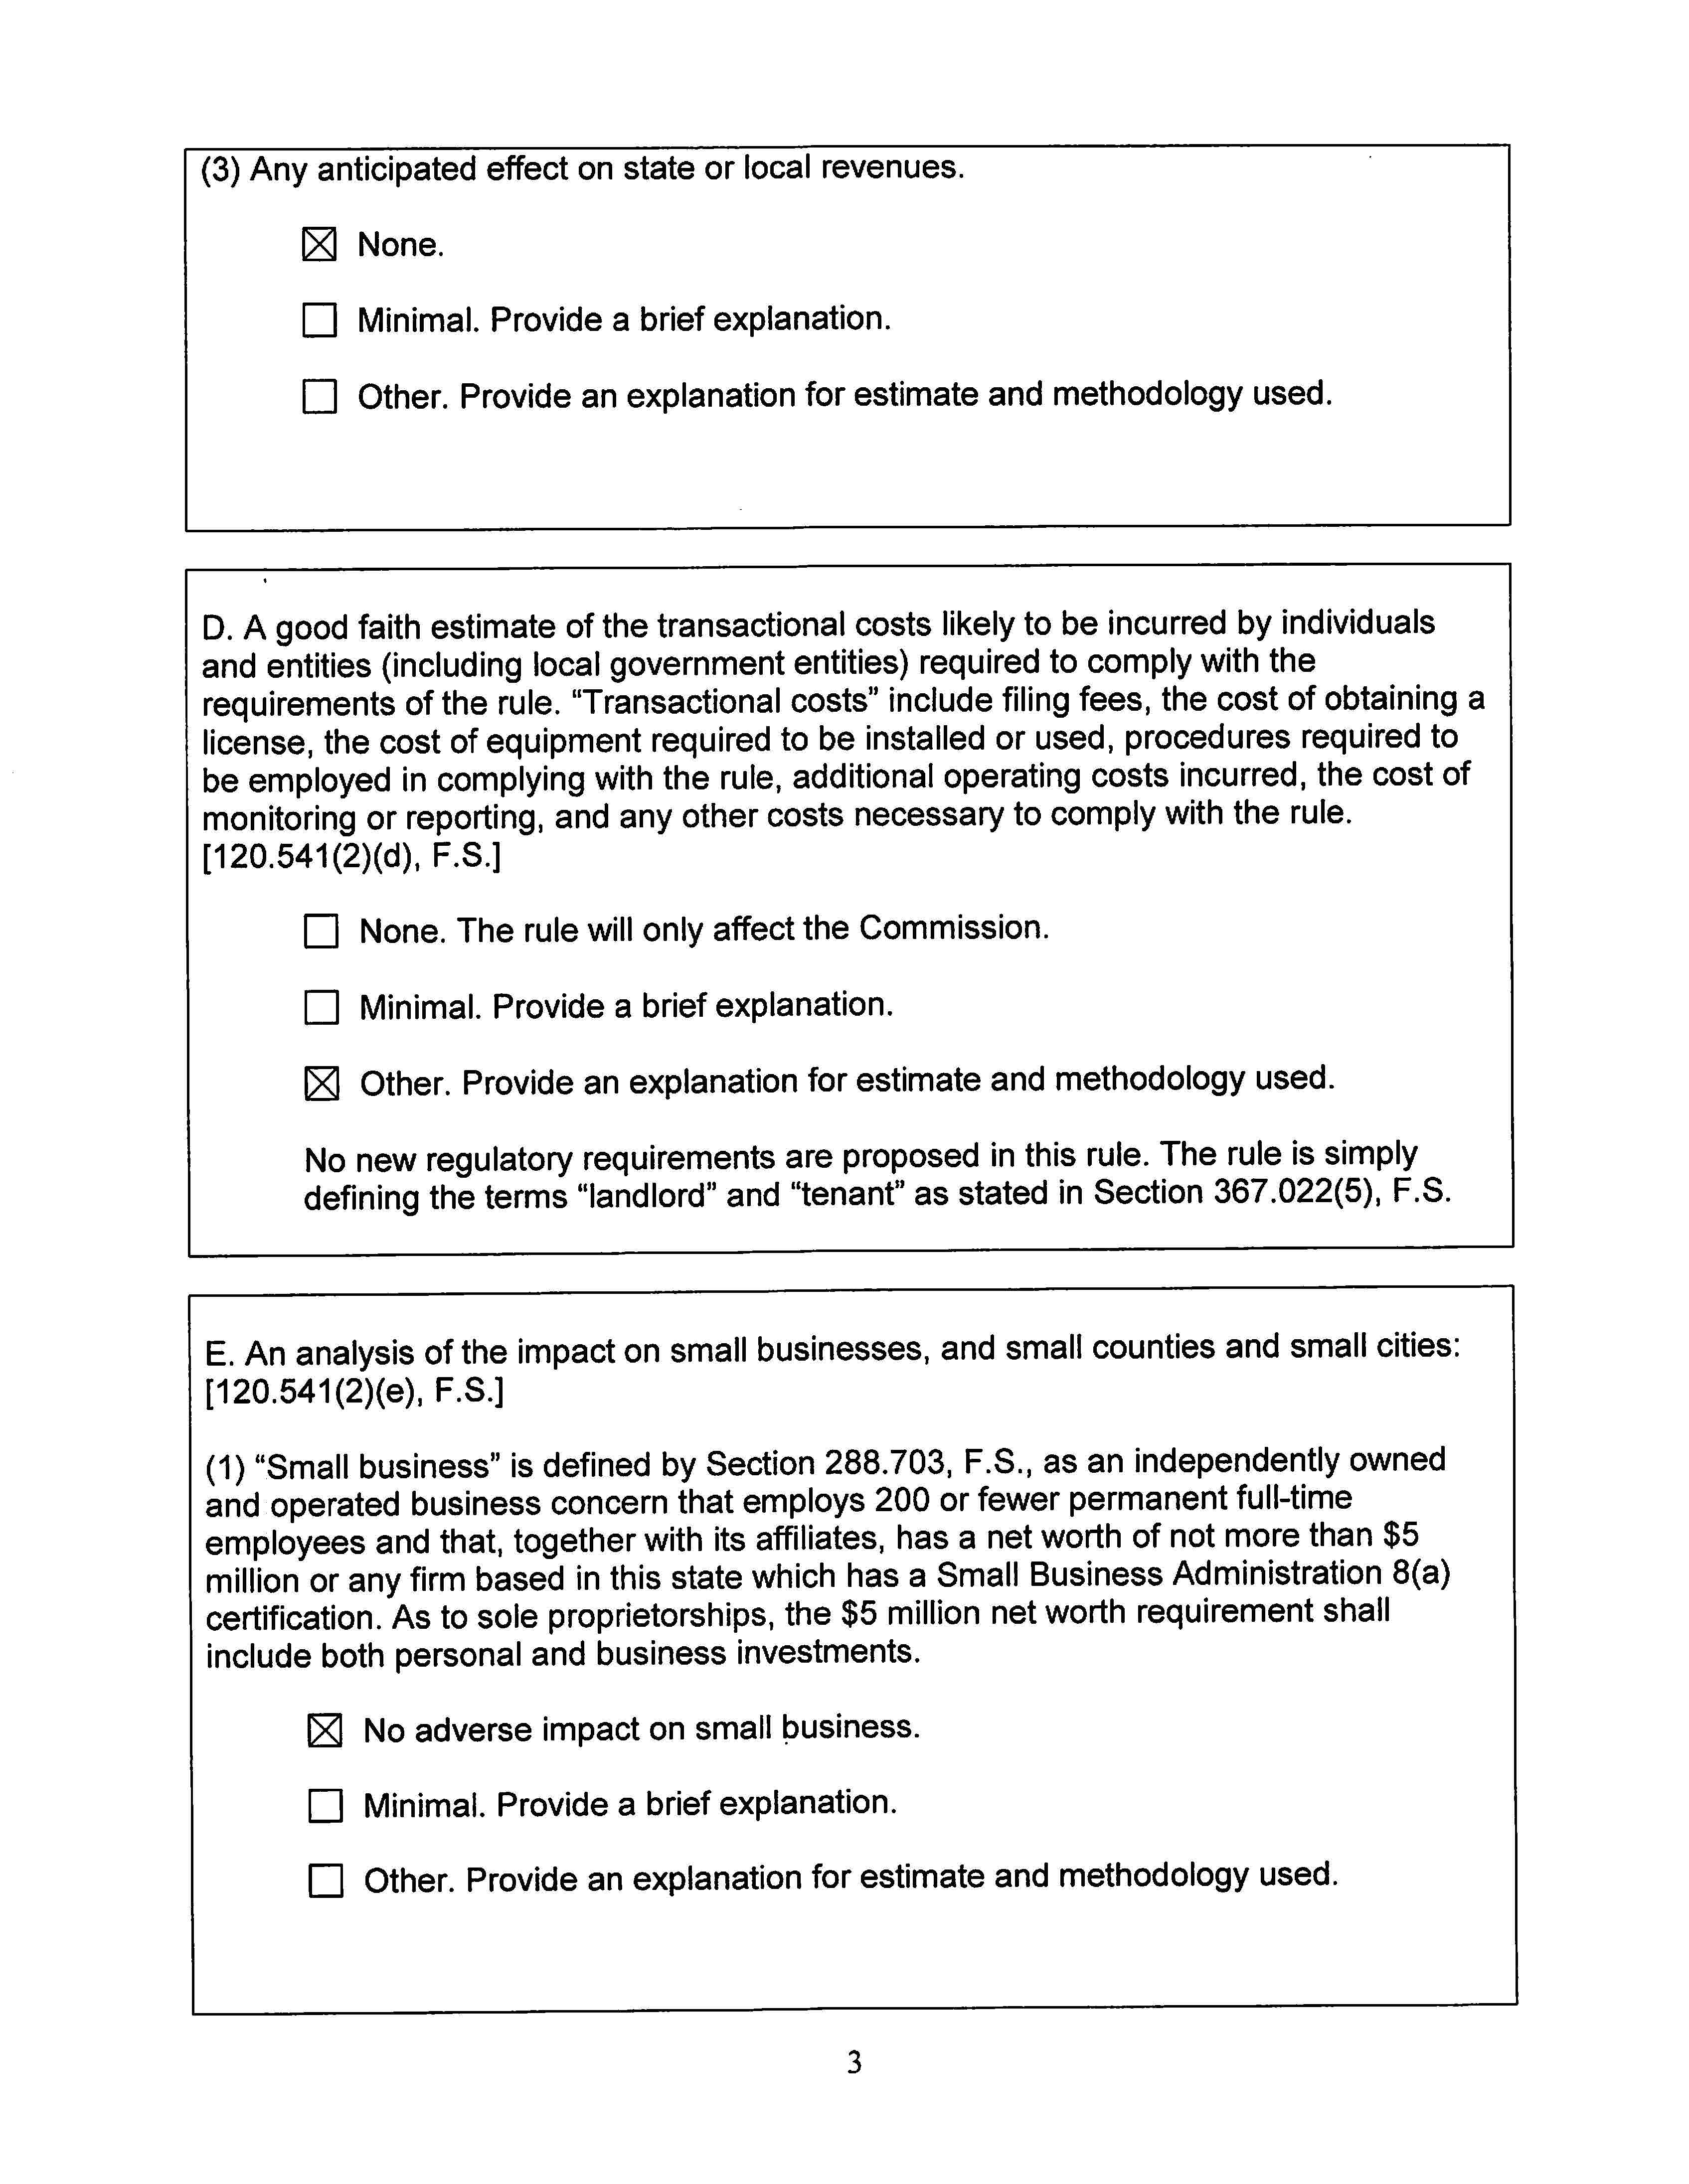 (3) Any anticipated effect on state or local revenues.
☒ None.
☐ Minimal. Provide a brief explanation.
☐ Other. Provide an explanation for estimate and methodology used.
D. A good faith estimate of the transactional costs likely to be incurred by individuals
and entities (including local government entities) required to comply with the
requirements of the rule. “Transactional costs” include filing fees, the cost of obtaining a
license, the cost of equipment required to be installed or used, procedures required to
be employed in complying with the rule, additional operating costs incurred, the cost of
monitoring or reporting, and any other costs necessary to comply with the rule.
[120.541(2)(d), F.S.]
☐ None. The rule will only affect the Commission.
☐ Minimal. Provide a brief explanation.
☒ Other. Provide an explanation for estimate and methodology used.
No new regulatory requirements are proposed in this rule. The rule is simply
defining the terms “landlord” and “tenant” as stated in Section 367.022(5), F.S.
E. An analysis of the impact on small businesses, and small counties and small cities:
[120.541(2)(e), F.S.]
(1) “Small business” is defined by Section 288.703, F.S., as an independently owned
and operated business concern that employs 200 or fewer permanent full-time
employees and that, together with its affiliates, has a net worth of not more than $5
million or any firm based in this state which has a Small Business Administration 8(a)
certification. As to sole proprietorships, the $5 million net worth requirement shall
include both personal and business investments.
☒ No adverse impact on small business.
☐ Minimal. Provide a brief explanation.
☐ Other. Provide an explanation for estimate and methodology used.
3